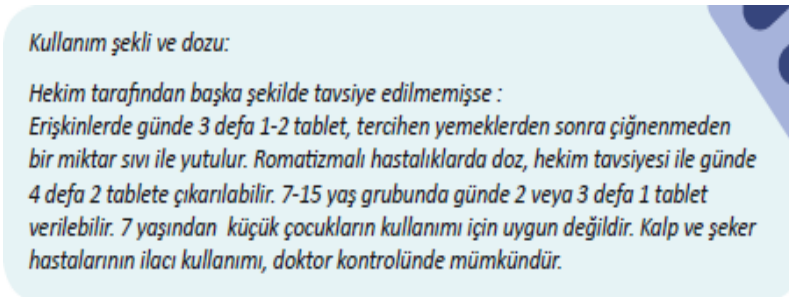 Kullanım şekli ve dozu:
Hekim tarafından başka şekilde tavsiye edilmemişse :
Erişkinlerde günde 3 defa 1-2 tablet, tercihen yemeklerden sonra çiğnenmeden
bir miktar sıvı ile yutulur. Romatizmalı hastalıklarda doz, hekim tavsiyesi ile günde
4 defa 2 tablete çıkarılabilir. 7-15 yaş grubunda günde 2 veya 3 defa 1 tablet
verilebilir. 7 yaşından küçük çocukların kullanımı için uygun değildir. Kalp ve şeker
hastalarının ilacı kullanımı, doktor kontrolünde mümkündür.